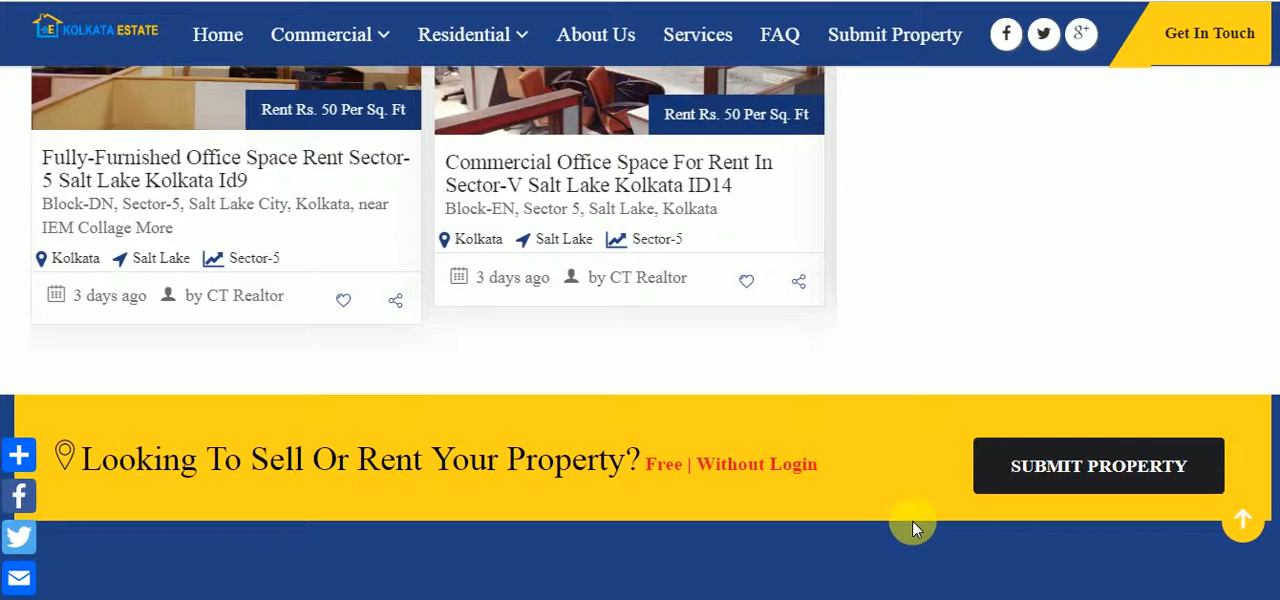 KOLKATA ESTATE
Home
Commercial
Residential
About Us
Services
FAQ
Submit Property
Get In Touch
Rent Rs. 50 Per Sq. Ft
Fully-Furnished Office Space Rent Sector-
5 Salt Lake Kolkata Id9
Block-DN, Sector-5, Salt Lake City, Kolkata, near
IEM Collage More
Kolkata Salt Lake Sector-5
3 days ago by CT Realtor
Rent Rs. 50 Per Sq. Ft
Commercial Office Space For Rent In
Sector-V Salt Lake Kolkata ID14
Block-EN, Sector 5, Salt Lake, Kolkata
Kolkata Salt Lake Sector-5
3 days ago by CT Realtor
Looking To Sell Or Rent Your Property? Free | Without Login
SUBMIT PROPERTY